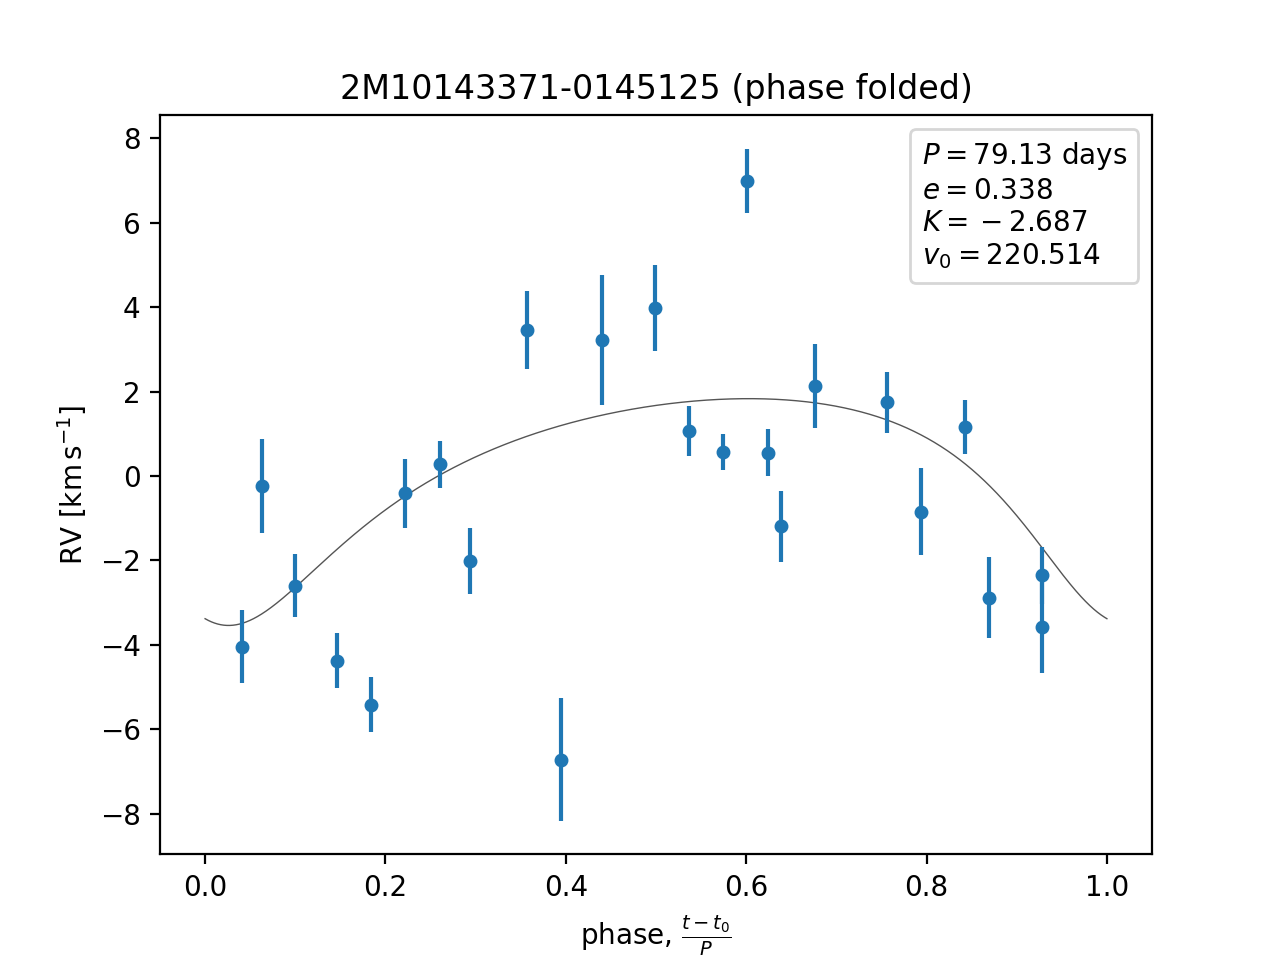 2M10143371-0145125 (phase folded)
P = 79.13 days
e = 0.338
K = −2.687
v₀ = 220.514
8
6
4
2
0
−2
−4
−6
−8
RV [km s⁻¹]
0.0 0.2 0.4 0.6 0.8 1.0
phase, (t − t₀)/P